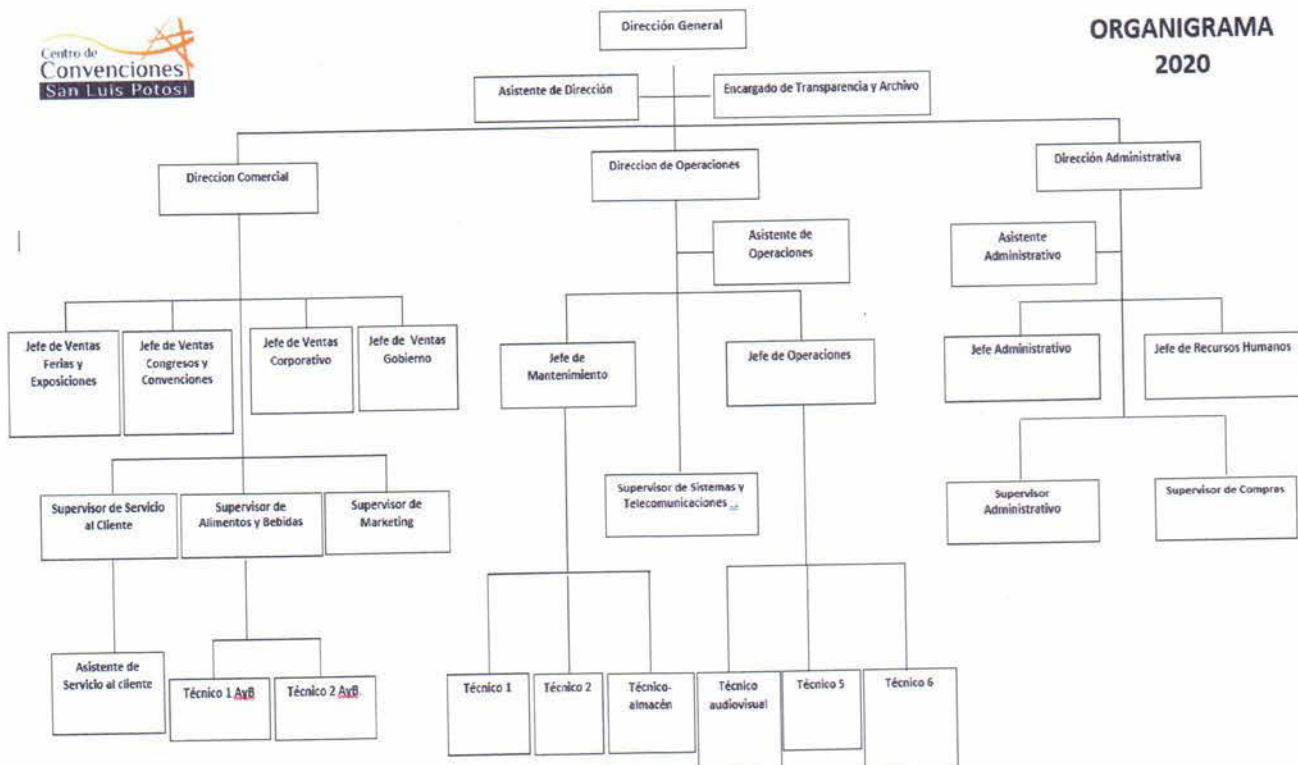 Centro de
Convenciones
San Luis Potosí
Dirección General
ORGANIGRAMA
2020
Asistente de Dirección
Encargado de Transparencia y Archivo
Direccion Comercial
Direccion de Operaciones
Dirección Administrativa
Asistente de
Operaciones
Asistente
Administrativo
Jefe de Ventas
Ferias y
Exposiciones
Jefe de Ventas
Congresos y
Convenciones
Jefe de Ventas
Corporativo
Jefe de Ventas
Gobierno
Jefe de
Mantenimiento
Jefe de Operaciones
Jefe Administrativo
Jefe de Recursos Humanos
Supervisor de Servicio
al Cliente
Supervisor de
Alimentos y Bebidas
Supervisor de
Marketing
Supervisor de Sistemas y
Telecomunicaciones
Supervisor
Administrativo
Supervisor de Compras
Asistente de
Servicio al cliente
Técnico 1 AyB
Técnico 2 AyB.
Técnico 1
Técnico 2
Técnico-
almacén
Técnico
audiovisual
Técnico 5
Técnico 6